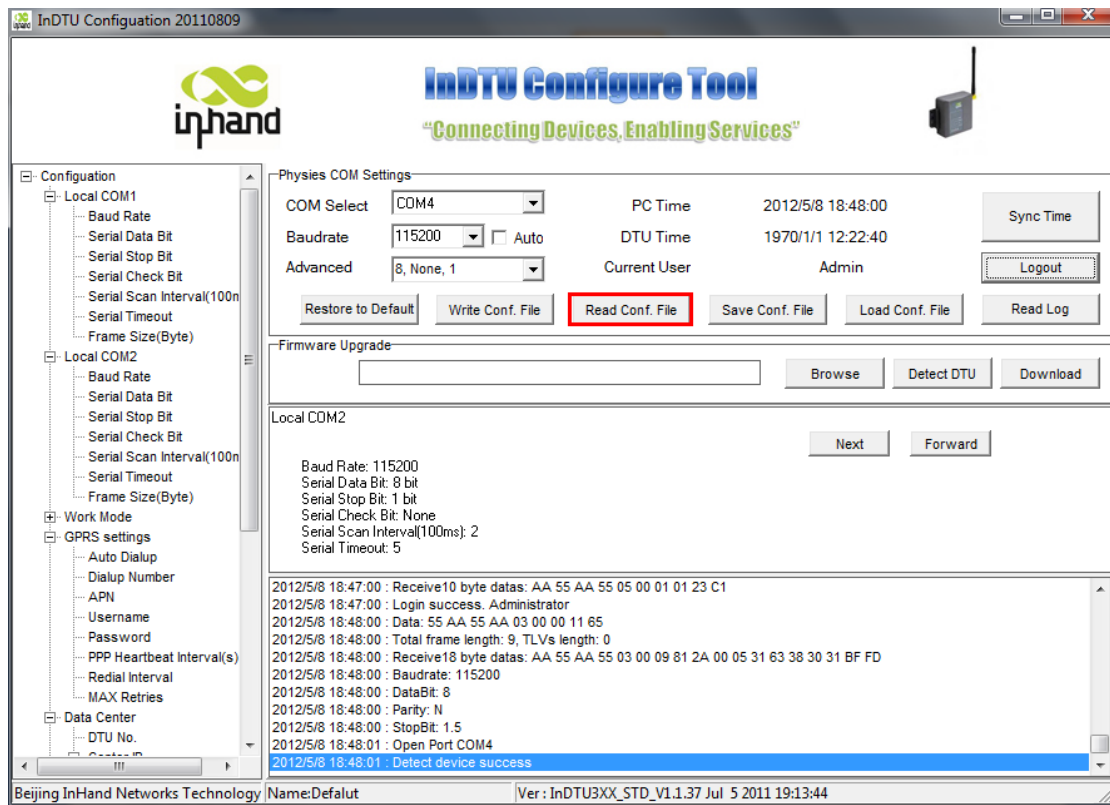 InDTU Configuation 20110809
inhand
InDTU Configure Tool
“Connecting Devices, Enabling Services”
Configuation
Local COM1
Baud Rate
Serial Data Bit
Serial Stop Bit
Serial Check Bit
Serial Scan Interval(100n
Serial Timeout
Frame Size(Byte)
Local COM2
Baud Rate
Serial Data Bit
Serial Stop Bit
Serial Check Bit
Serial Scan Interval(100n
Serial Timeout
Frame Size(Byte)
Work Mode
GPRS settings
Auto Dialup
Dialup Number
APN
Username
Password
PPP Heartbeat Interval(s)
Redial Interval
MAX Retries
Data Center
DTU No.
Physies COM Settings
COM Select COM4 PC Time 2012/5/8 18:48:00 Sync Time
Baudrate 115200 Auto DTU Time 1970/1/1 12:22:40
Advanced 8, None, 1 Current User Admin Logout
Restore to Default Write Conf. File Read Conf. File Save Conf. File Load Conf. File Read Log
Firmware Upgrade
Browse Detect DTU Download
Local COM2
Next Forward
Baud Rate: 115200
Serial Data Bit: 8 bit
Serial Stop Bit: 1 bit
Serial Check Bit: None
Serial Scan Interval(100ms): 2
Serial Timeout: 5
2012/5/8 18:47:00 : Receive10 byte datas: AA 55 AA 55 05 00 01 01 23 C1
2012/5/8 18:47:00 : Login success. Administrator
2012/5/8 18:48:00 : Data: 55 AA 55 AA 03 00 00 11 65
2012/5/8 18:48:00 : Total frame length: 9, TLVs length: 0
2012/5/8 18:48:00 : Receive18 byte datas: AA 55 AA 55 03 00 09 81 2A 00 05 31 63 38 30 31 BF FD
2012/5/8 18:48:00 : Baudrate: 115200
2012/5/8 18:48:00 : DataBit: 8
2012/5/8 18:48:00 : Parity: N
2012/5/8 18:48:00 : StopBit: 1.5
2012/5/8 18:48:01 : Open Port COM4
2012/5/8 18:48:01 : Detect device success
Beijing InHand Networks Technology Name:Defalut Ver : InDTU3XX_STD_V1.1.37 Jul 5 2011 19:13:44